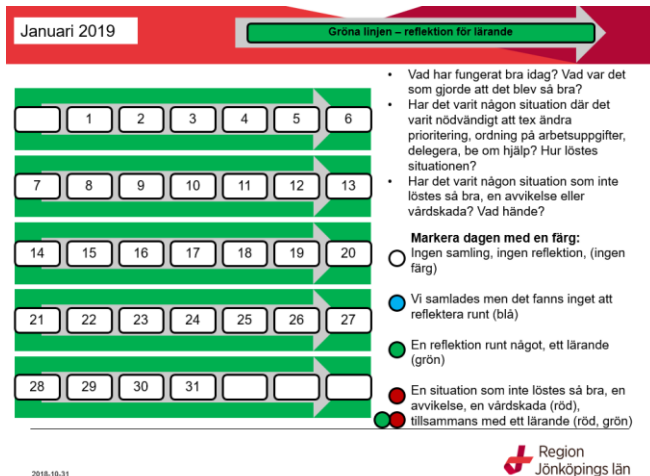 Januari 2019
Gröna linjen – reflektion för lärande
• Vad har fungerat bra idag? Vad var det
som gjorde att det blev så bra?
• Har det varit någon situation där det
varit nödvändigt att tex ändra
prioritering, ordning på arbetsuppgifter,
delegera, be om hjälp? Hur löstes
situationen?
• Har det varit någon situation som inte
löstes så bra, en avvikelse eller
vårdskada? Vad hände?
1 2 3 4 5 6
7 8 9 10 11 12 13
14 15 16 17 18 19 20
21 22 23 24 25 26 27
28 29 30 31
Markera dagen med en färg:
Ingen samling, ingen reflektion, (ingen
färg)
Vi samlades men det fanns inget att
reflektera runt (blå)
En reflektion runt något, ett lärande
(grön)
En situation som inte löstes så bra, en
avvikelse, en vårdskada (röd),
tillsammans med ett lärande (röd, grön)
2018-10-31
Region
Jönköpings län